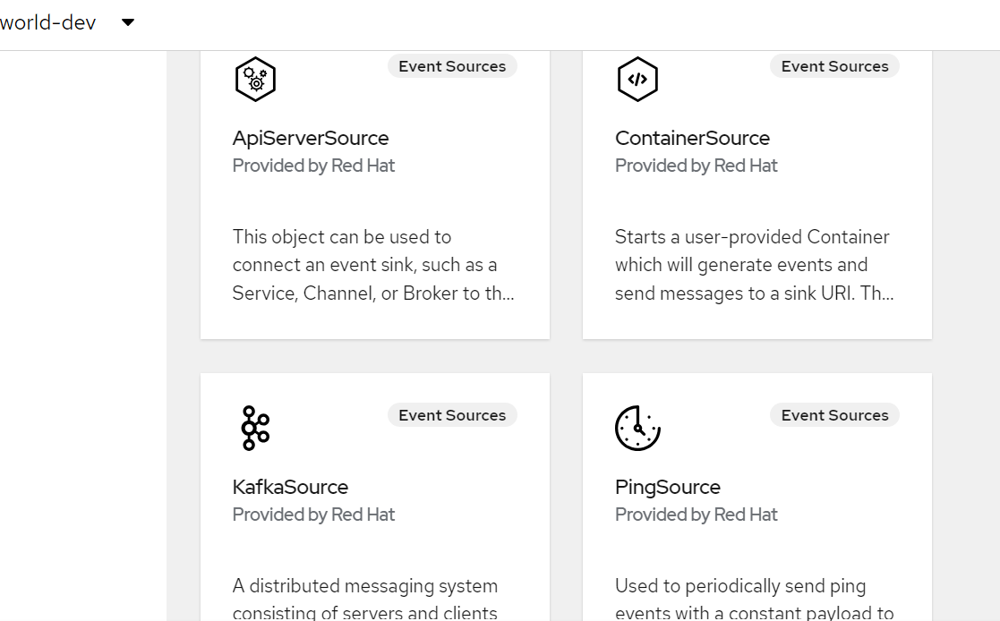 world-dev
Event Sources
ApiServerSource
Provided by Red Hat
This object can be used to
connect an event sink, such as a
Service, Channel, or Broker to th...
Event Sources
</>
ContainerSource
Provided by Red Hat
Starts a user-provided Container
which will generate events and
send messages to a sink URI. Th...
Event Sources
KafkaSource
Provided by Red Hat
A distributed messaging system
consisting of servers and clients
Event Sources
PingSource
Provided by Red Hat
Used to periodically send ping
events with a constant payload to